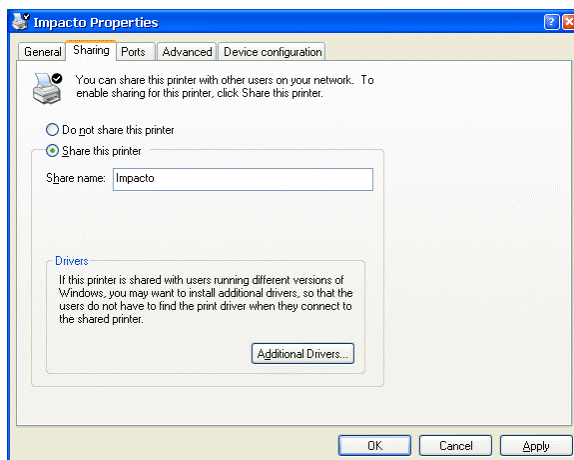 Impacto Properties
General Sharing Ports Advanced Device configuration
You can share this printer with other users on your network. To
enable sharing for this printer, click Share this printer.
Do not share this printer
Share this printer
Share name: Impacto
Drivers
If this printer is shared with users running different versions of
Windows, you may want to install additional drivers, so that the
users do not have to find the print driver when they connect to
the shared printer.
Additional Drivers...
OK Cancel Apply